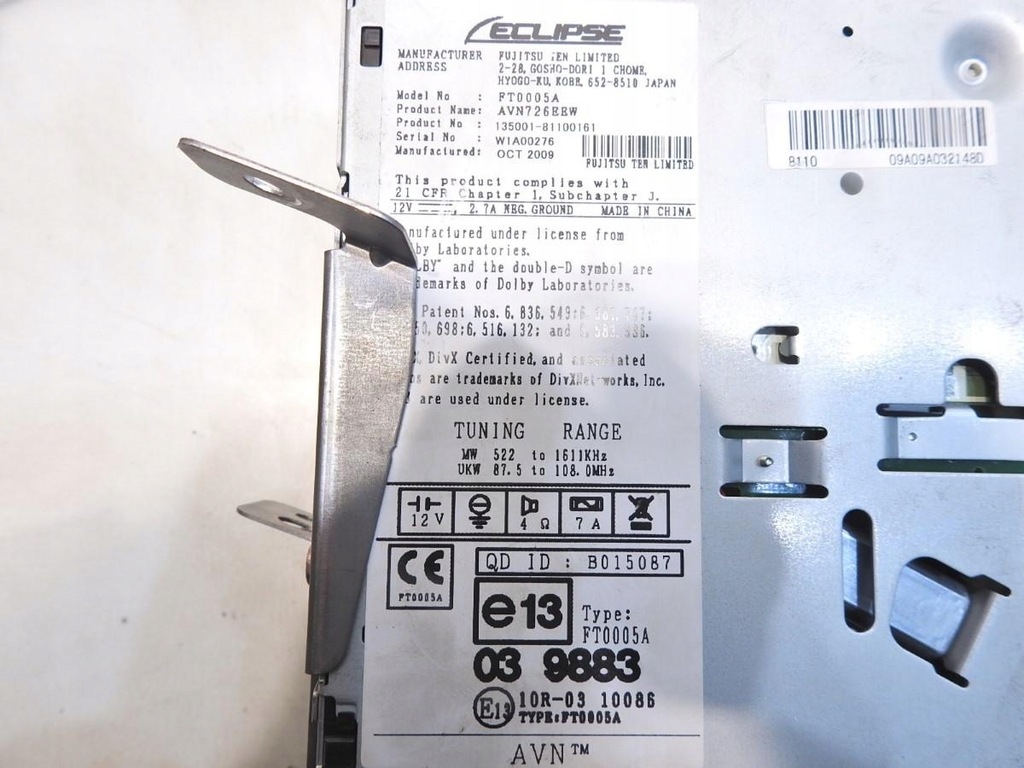 ECLIPSE
MANUFACTURER FUJITSU TEN LIMITED
ADDRESS 2-28, GOSHO-DORI 1 CHOME,
HYOGO-KU, KOBE, 652-8510 JAPAN
Model No : FT0005A
Product Name: AVN726EEW
Product No : 135001-81100161
Serial No : W1A00276
Manufactured: OCT 2009
FUJITSU TEN LIMITED
This product complies with
21 CFR Chapter 1, Subchapter J.
12V 2.7A NEG. GROUND MADE IN CHINA
nufactured under license from
by Laboratories.
LBY" and the double-D symbol are
demarks of Dolby Laboratories.
Patent Nos. 6,836,549;
698;6,516,132; and
DivX Certified, and
os are trademarks of works, Inc.
are used under license.
TUNING RANGE
MW 522 to 1611KHz
UKW 87.5 to 108.0MHz
12V 4 Ω 7A
CE
FT0005A
QD ID : B015087
e13
Type:
FT0005A
03 9883
E13 10R-03 10086
TYPE:FT0005A
AVN™
8110 09A09A032148D